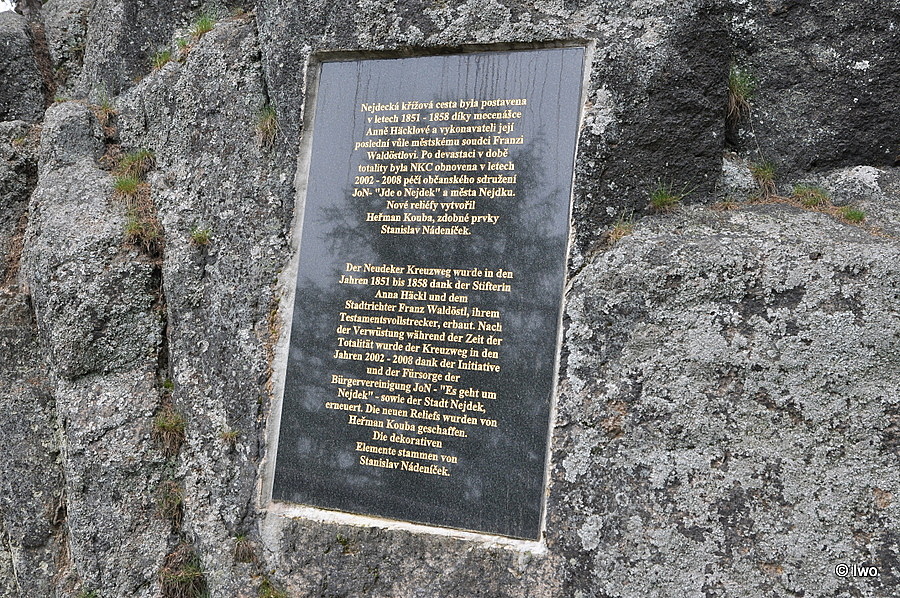 Nejdecká křížová cesta byla postavena
v letech 1851 - 1858 díky mecenášce
Anně Häcklové a vykonavateli její
poslední vůle městskému soudci Franzi
Waldöstlovi. Po devastaci v době
totality byla NKC obnovena v letech
2002 - 2008 péčí občanského sdružení
JoN- "Jde o Nejdek" a města Nejdku.
Nové reliéfy vytvořil
Heřman Kouba, zdobné prvky
Stanislav Nádeníček.
Der Neudeker Kreuzweg wurde in den
Jahren 1851 bis 1858 dank der Stifterin
Anna Häckl und dem
Stadtrichter Franz Waldöstl, ihrem
Testamentsvollstrecker, erbaut. Nach
der Verwüstung während der Zeit der
Totalität wurde der Kreuzweg in den
Jahren 2002 - 2008 dank der Initiative
und der Fürsorge der
Bürgervereinigung JoN - "Es geht um
Nejdek" - sowie der Stadt Nejdek,
erneuert. Die neuen Reliefs wurden von
Heřman Kouba geschaffen.
Die dekorativen
Elemente stammen von
Stanislav Nádeníček.
© lwo